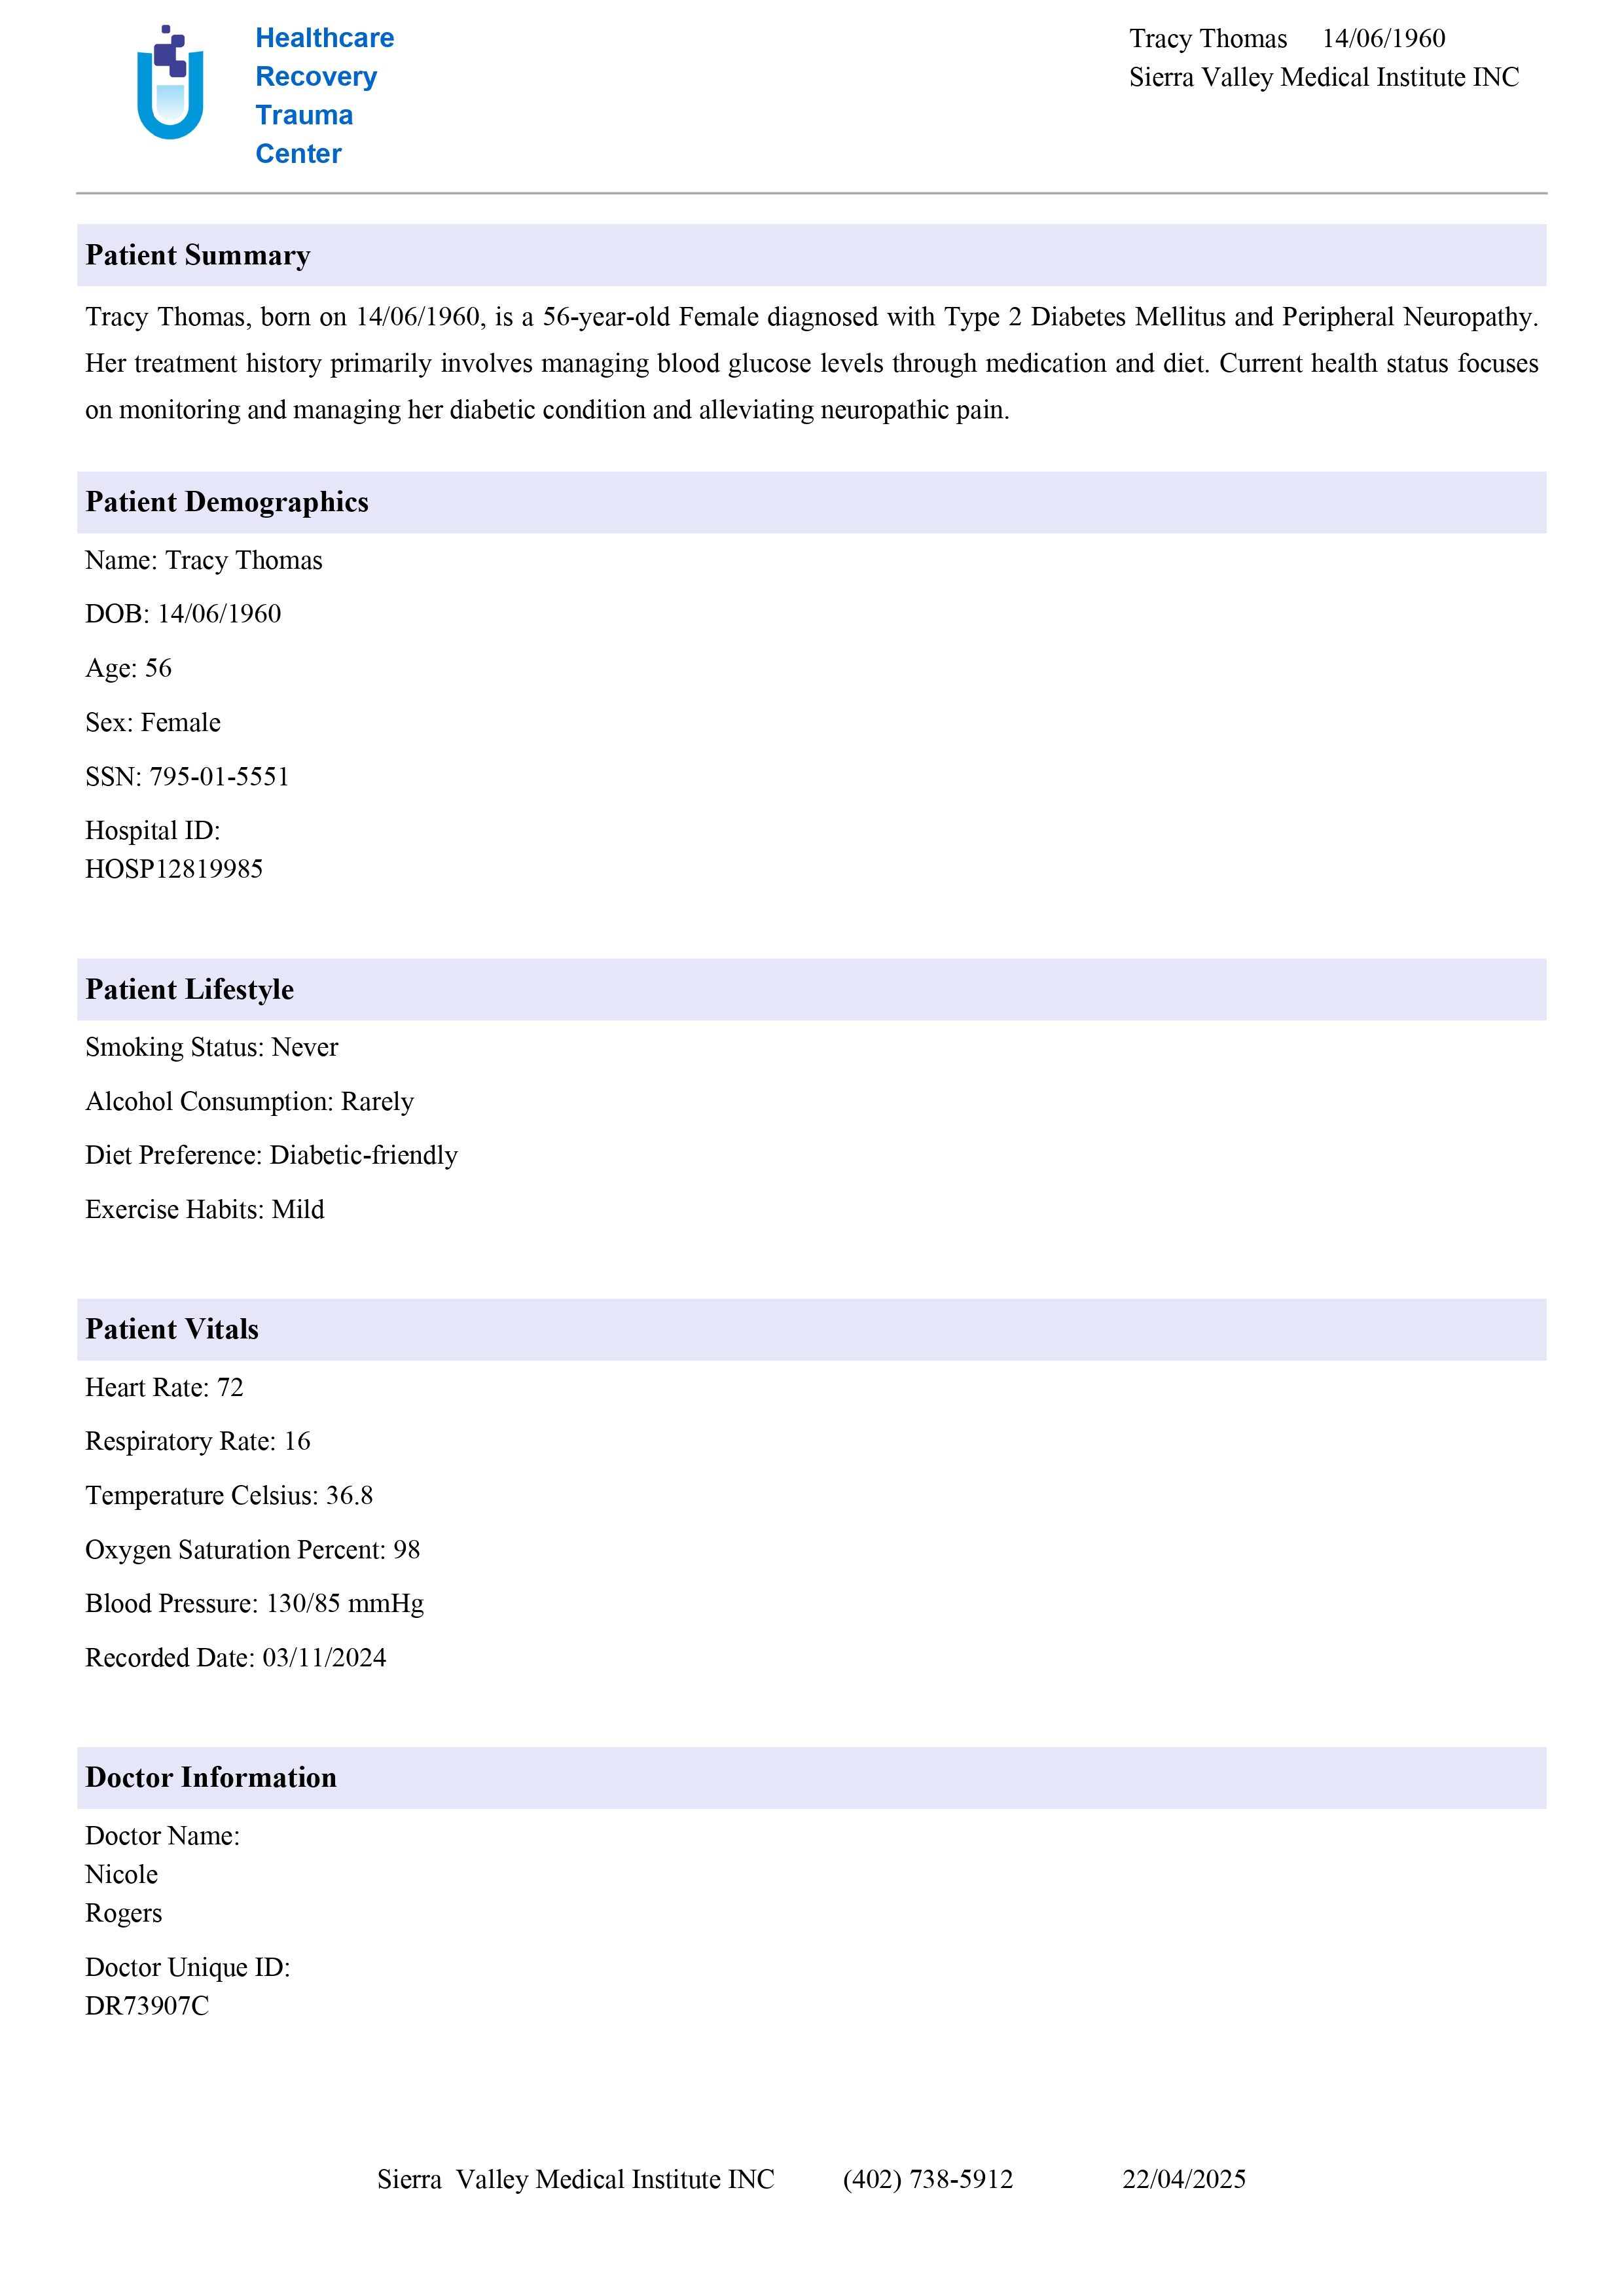 Healthcare
Recovery
Trauma
Center
Tracy Thomas 14/06/1960
Sierra Valley Medical Institute INC
Patient Summary
Tracy Thomas, born on 14/06/1960, is a 56-year-old Female diagnosed with Type 2 Diabetes Mellitus and Peripheral Neuropathy.
Her treatment history primarily involves managing blood glucose levels through medication and diet. Current health status focuses
on monitoring and managing her diabetic condition and alleviating neuropathic pain.
Patient Demographics
Name: Tracy Thomas
DOB: 14/06/1960
Age: 56
Sex: Female
SSN: 795-01-5551
Hospital ID:
HOSP12819985
Patient Lifestyle
Smoking Status: Never
Alcohol Consumption: Rarely
Diet Preference: Diabetic-friendly
Exercise Habits: Mild
Patient Vitals
Heart Rate: 72
Respiratory Rate: 16
Temperature Celsius: 36.8
Oxygen Saturation Percent: 98
Blood Pressure: 130/85 mmHg
Recorded Date: 03/11/2024
Doctor Information
Doctor Name:
Nicole
Rogers
Doctor Unique ID:
DR73907C
Sierra Valley Medical Institute INC (402) 738-5912 22/04/2025